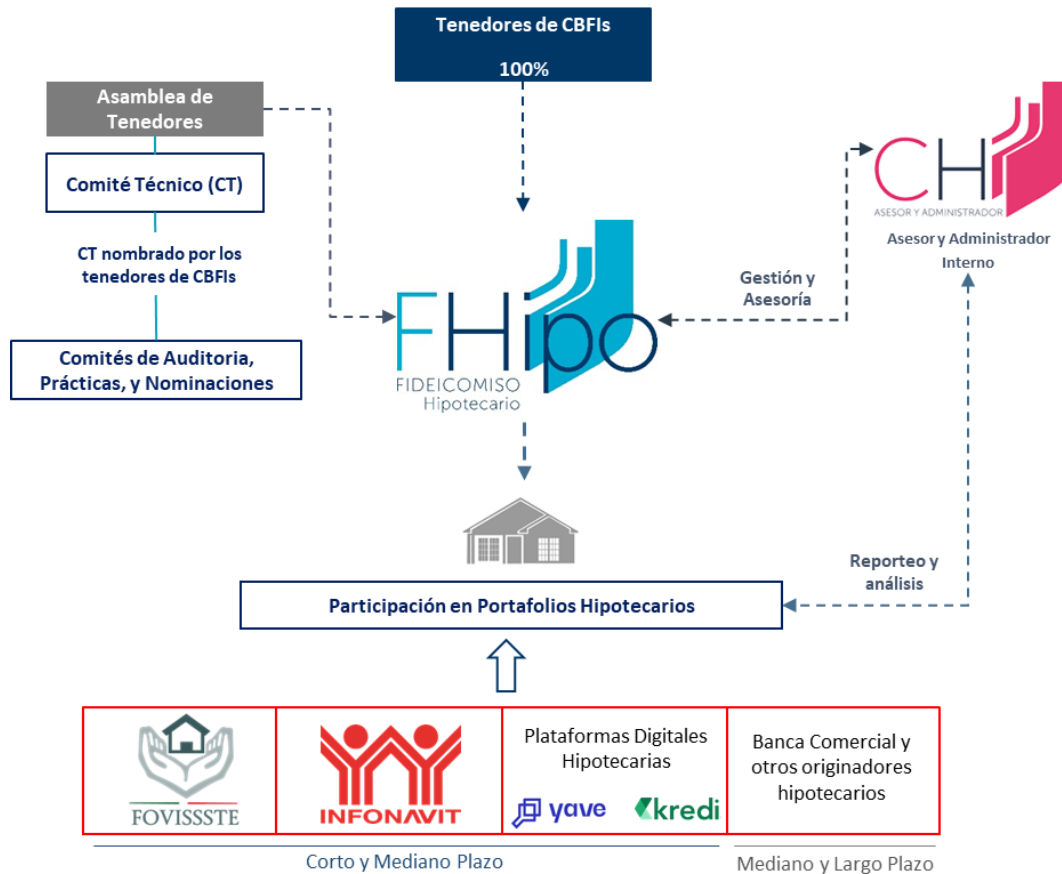 Tenedores de CBFIs
100%
Asamblea de
Tenedores
Comité Técnico (CT)
CT nombrado por los
tenedores de CBFIs
Comités de Auditoria,
Prácticas, y Nominaciones
FHipo
FIDEICOMISO
Hipotecario
Gestión y
Asesoría
CH
ASESOR Y ADMINISTRADOR
Asesor y Administrador
Interno
Reporteo y
análisis
Participación en Portafolios Hipotecarios
FOVISSSTE
INFONAVIT
Plataformas Digitales
Hipotecarias
yave
kredi
Banca Comercial y
otros originadores
hipotecarios
Corto y Mediano Plazo
Mediano y Largo Plazo